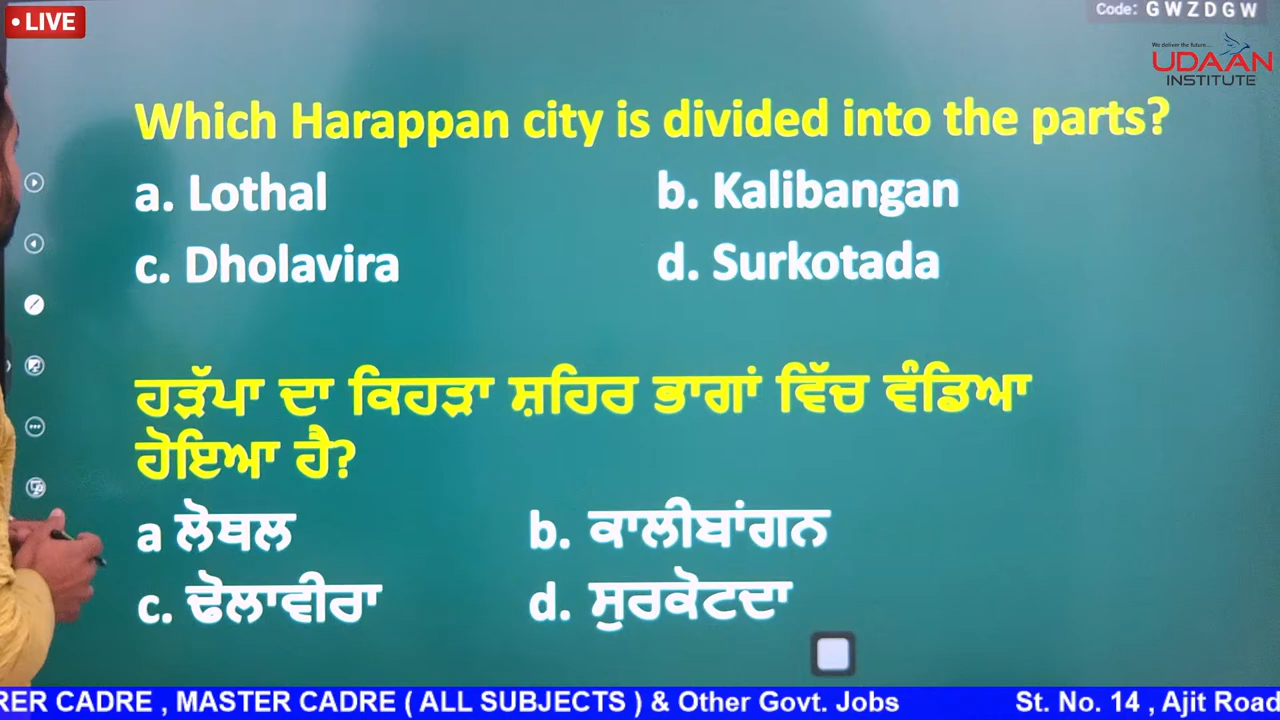 • LIVE
Code: G W Z D G W
We deliver the future....
UDAAN
INSTITUTE
Which Harappan city is divided into the parts?
a. Lothal b. Kalibangan
c. Dholavira d. Surkotada
ਹੜੱਪਾ ਦਾ ਕਿਹੜਾ ਸ਼ਹਿਰ ਭਾਗਾਂ ਵਿੱਚ ਵੰਡਿਆ
ਹੋਇਆ ਹੈ?
a ਲੋਥਲ b. ਕਾਲੀਬਾਂਗਨ
c. ਢੋਲਾਵੀਰਾ d. ਸੁਰਕੋਟਦਾ
RER CADRE , MASTER CADRE ( ALL SUBJECTS ) & Other Govt. Jobs St. No. 14 , Ajit Road